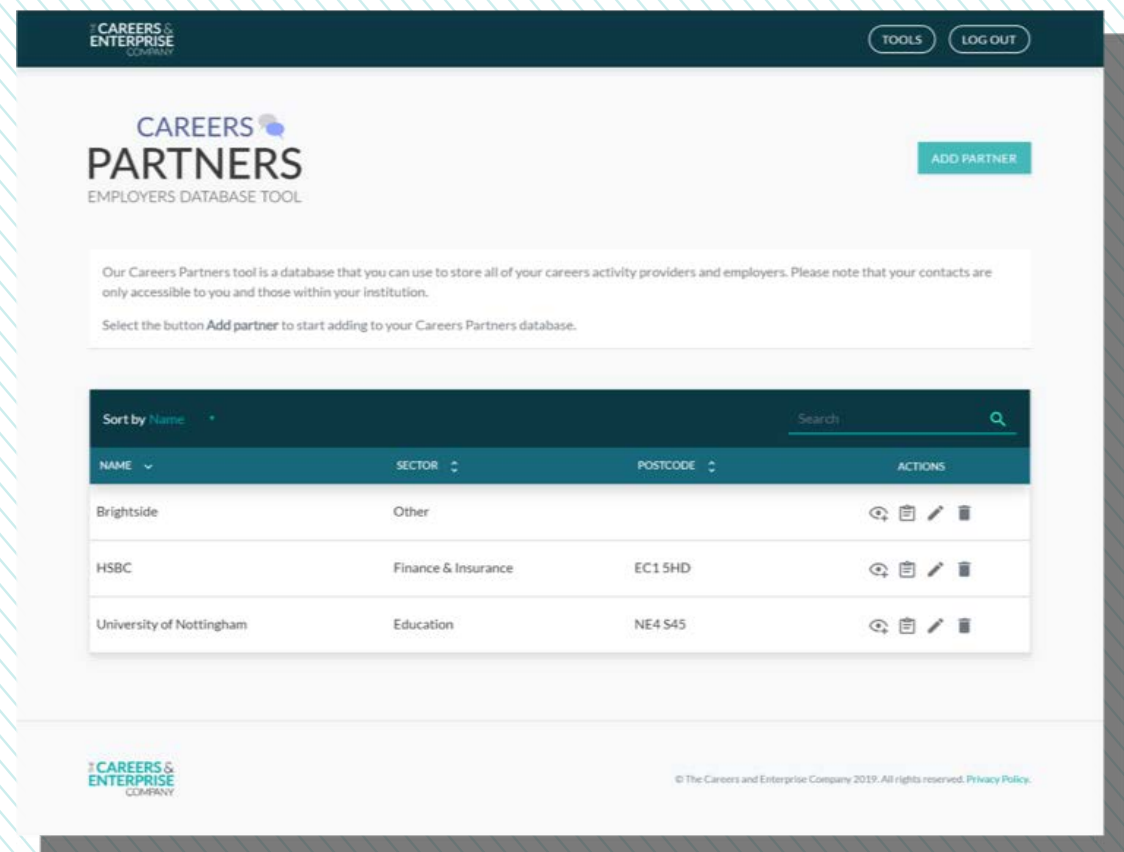 THE CAREERS &
ENTERPRISE
COMPANY
TOOLS
LOG OUT
CAREERS
PARTNERS
EMPLOYERS DATABASE TOOL
ADD PARTNER
Our Careers Partners tool is a database that you can use to store all of your careers activity providers and employers. Please note that your contacts are
only accessible to you and those within your institution.
Select the button Add partner to start adding to your Careers Partners database.
Sort by Name
Search
NAME SECTOR POSTCODE ACTIONS
Brightside Other
HSBC Finance & Insurance EC1 5HD
University of Nottingham Education NE4 S45
THE CAREERS &
ENTERPRISE
COMPANY
© The Careers and Enterprise Company 2019. All rights reserved. Privacy Policy.